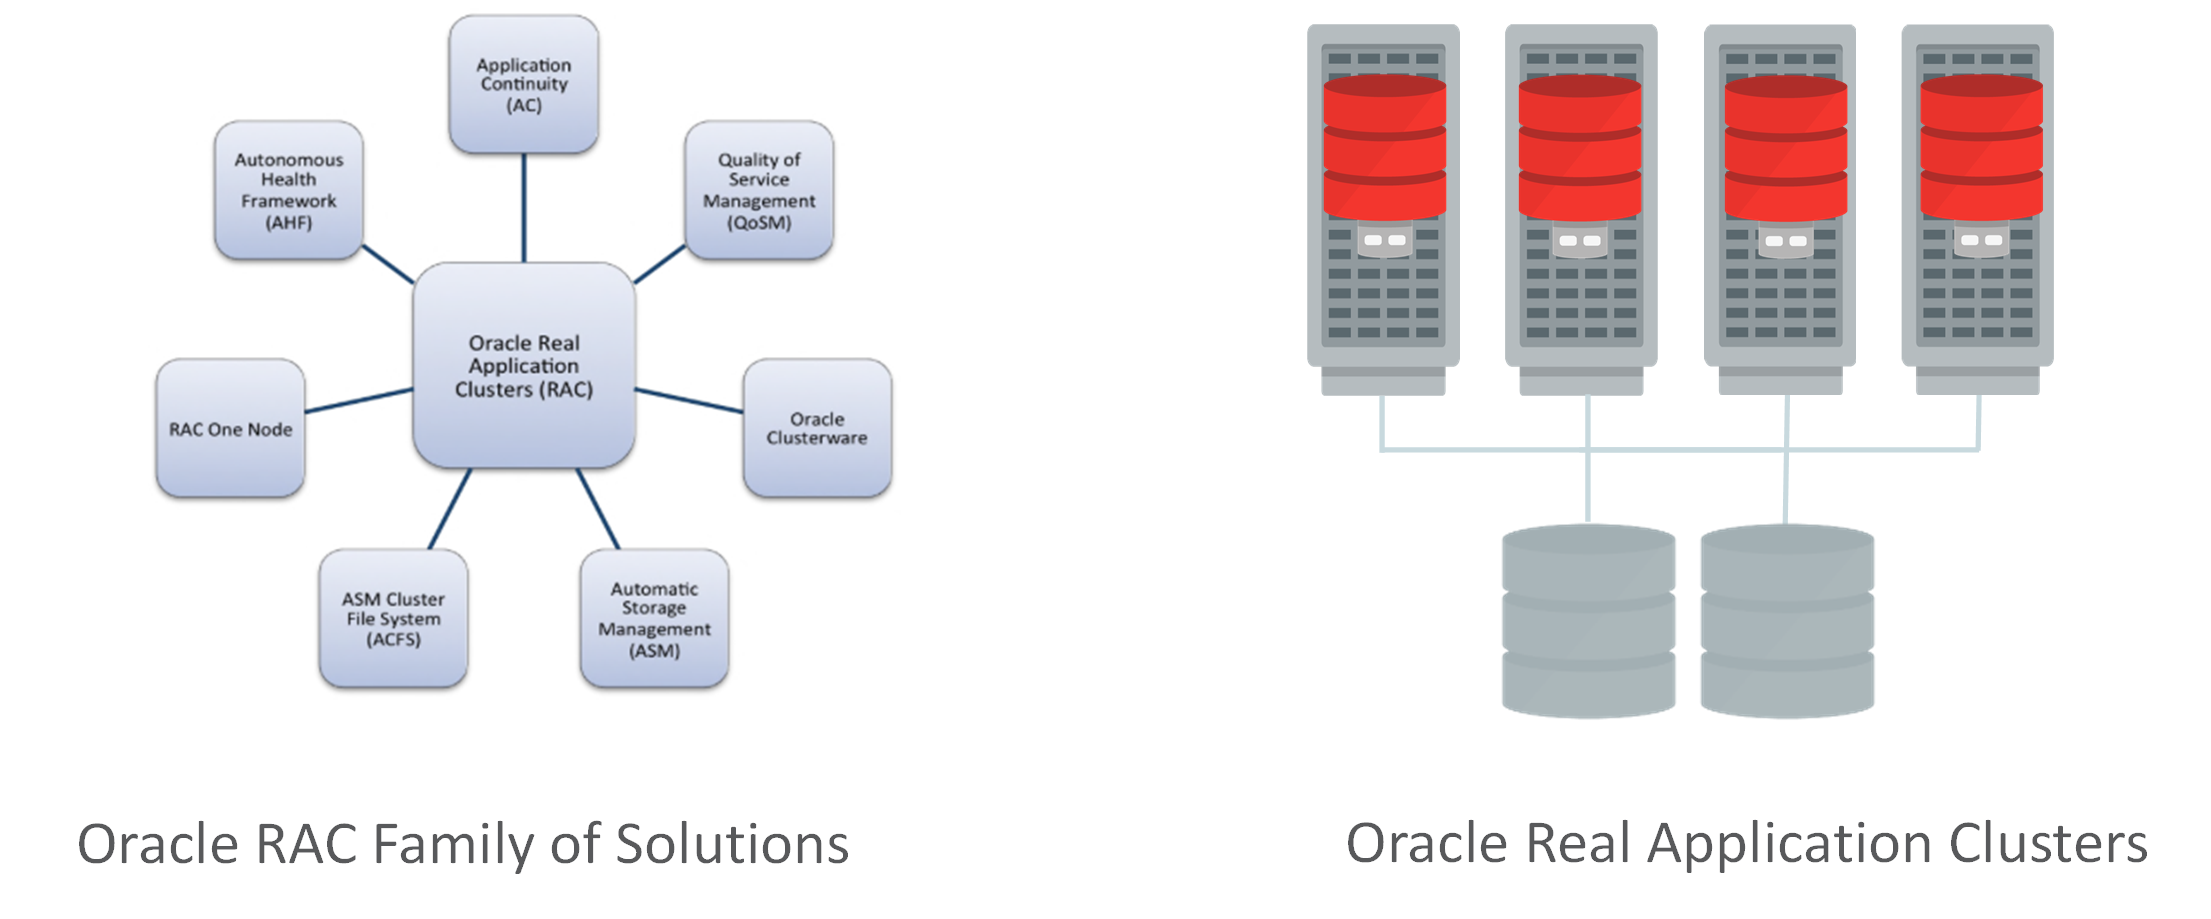 Application
Continuity
(AC)
Quality of
Service
Management
(QoSM)
Autonomous
Health
Framework
(AHF)
Oracle Real
Application
Clusters (RAC)
RAC One Node
Oracle
Clusterware
ASM Cluster
File System
(ACFS)
Automatic
Storage
Management
(ASM)
Oracle RAC Family of Solutions
Oracle Real Application Clusters